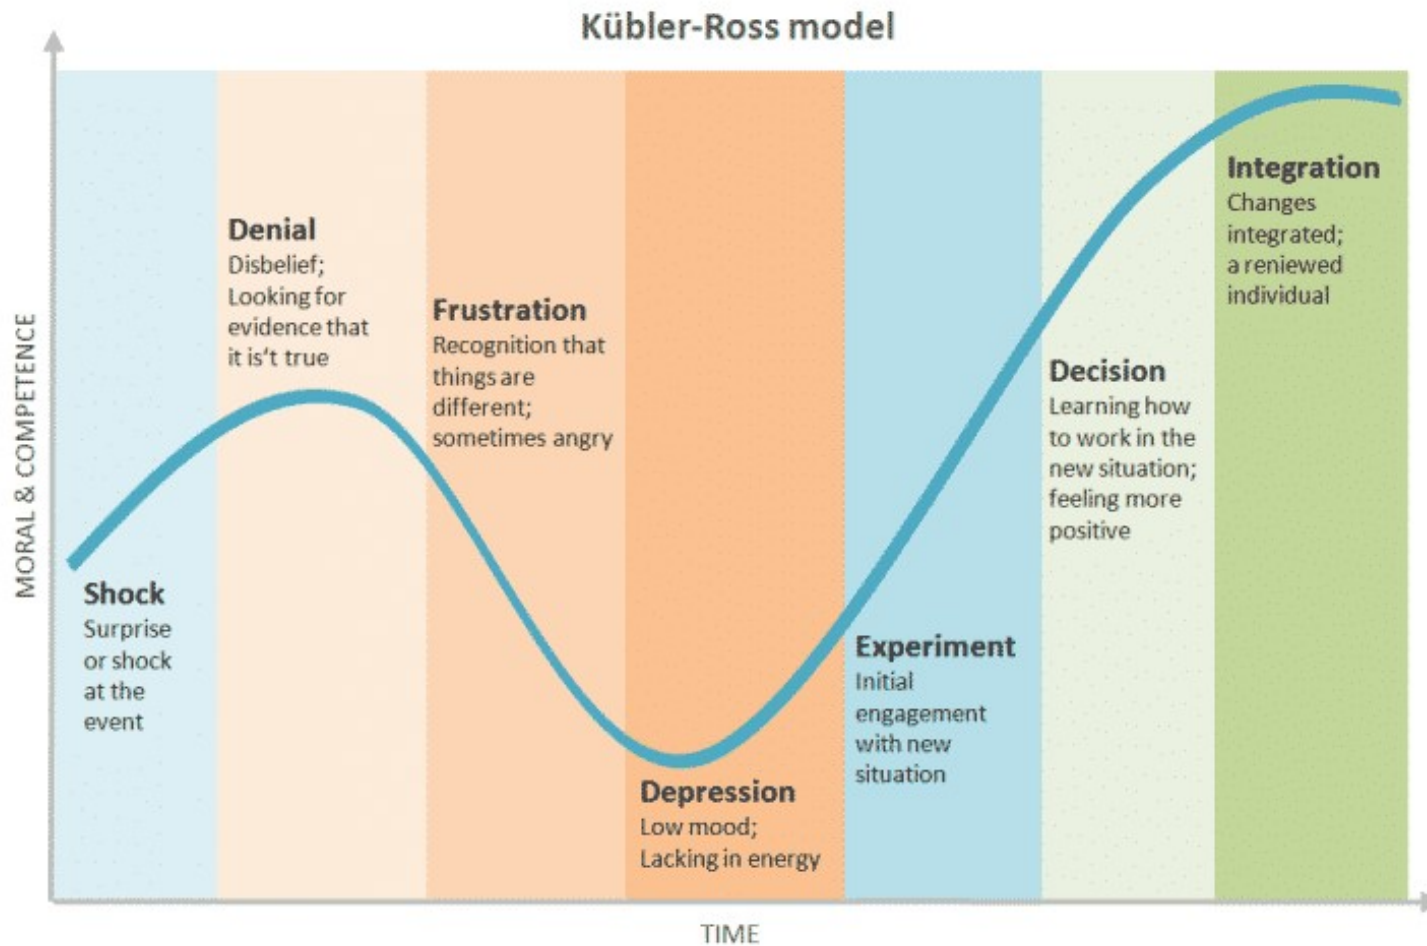 Kübler-Ross model
MORAL & COMPETENCE
Shock
Surprise
or shock
at the
event
Denial
Disbelief;
Looking for
evidence that
it is't true
Frustration
Recognition that
things are
different;
sometimes angry
Depression
Low mood;
Lacking in energy
Experiment
Initial
engagement
with new
situation
Decision
Learning how
to work in the
new situation;
feeling more
positive
Integration
Changes
integrated;
a reniewed
individual
TIME